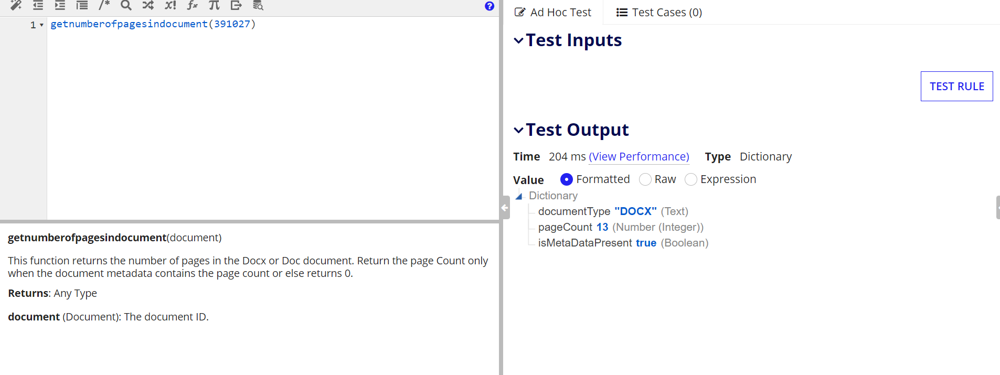 1 getnumberofpagesindocument(391027)
getnumberofpagesindocument(document)
This function returns the number of pages in the Docx or Doc document. Return the page Count only
when the document metadata contains the page count or else returns 0.
Returns: Any Type
document (Document): The document ID.
Ad Hoc Test
Test Cases (0)
Test Inputs
TEST RULE
Test Output
Time 204 ms (View Performance) Type Dictionary
Value Formatted Raw Expression
Dictionary
documentType "DOCX" (Text)
pageCount 13 (Number (Integer))
isMetaDataPresent true (Boolean)